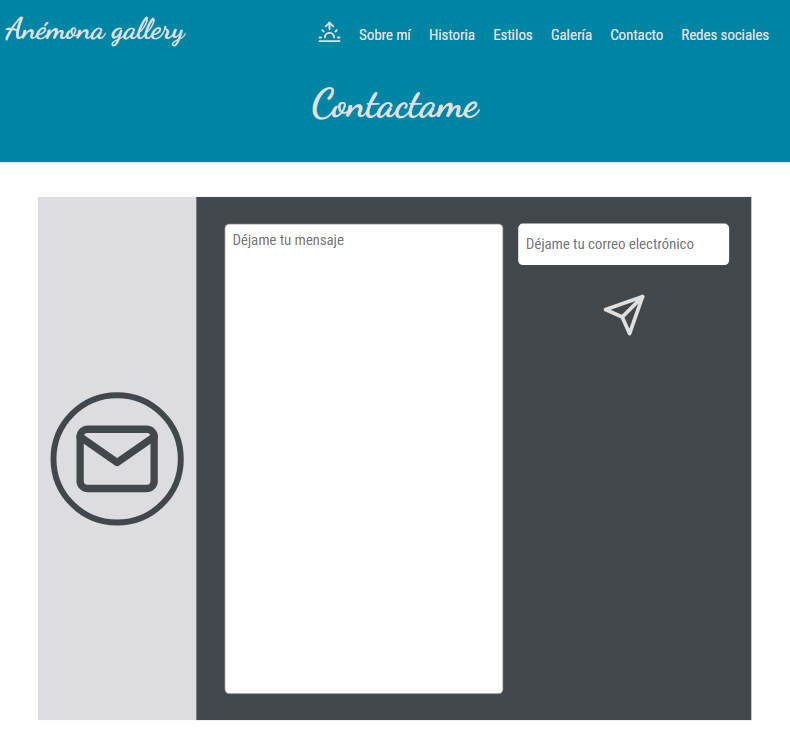 Anémona gallery
Sobre mí Historia Estilos Galería Contacto Redes sociales
Contactame
Déjame tu mensaje
Déjame tu correo electrónico